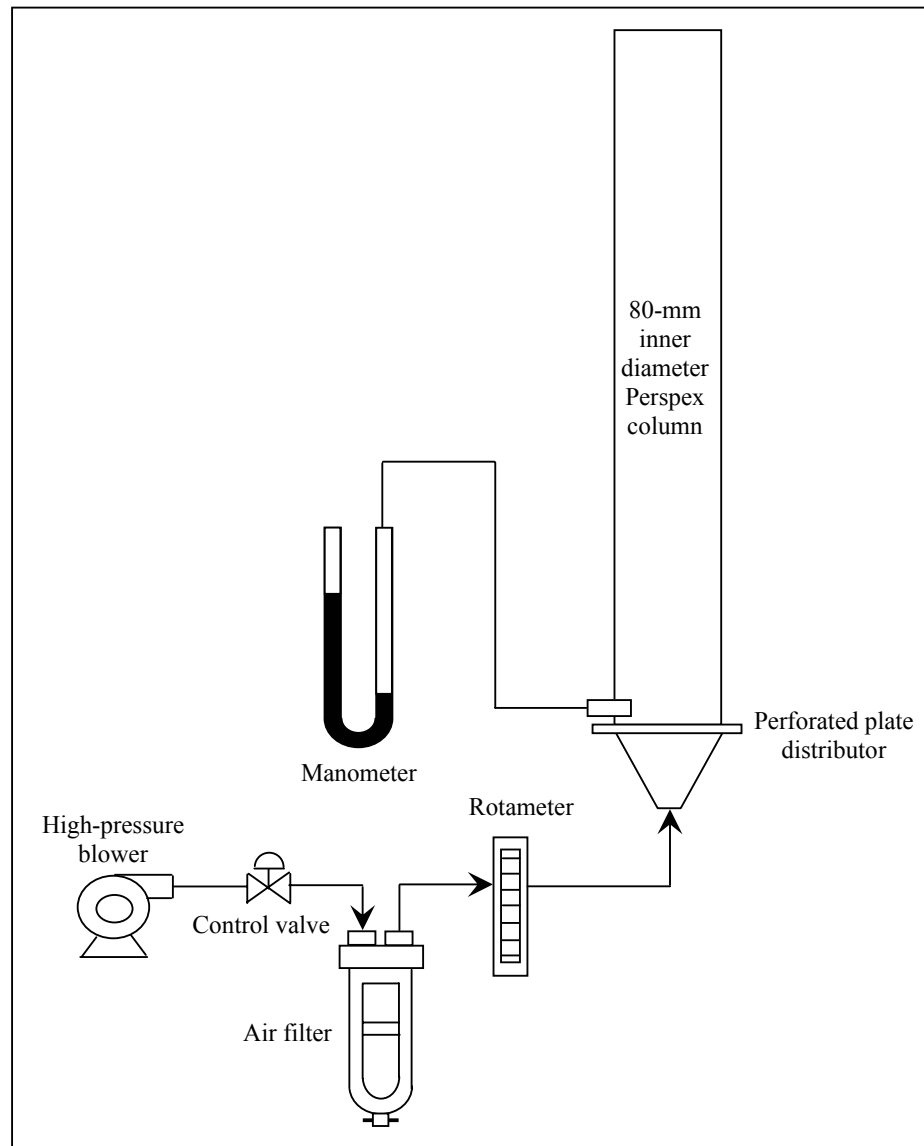 80-mm
inner
diameter
Perspex
column
Perforated plate
distributor
Manometer
Rotameter
High-pressure
blower
Control valve
Air filter